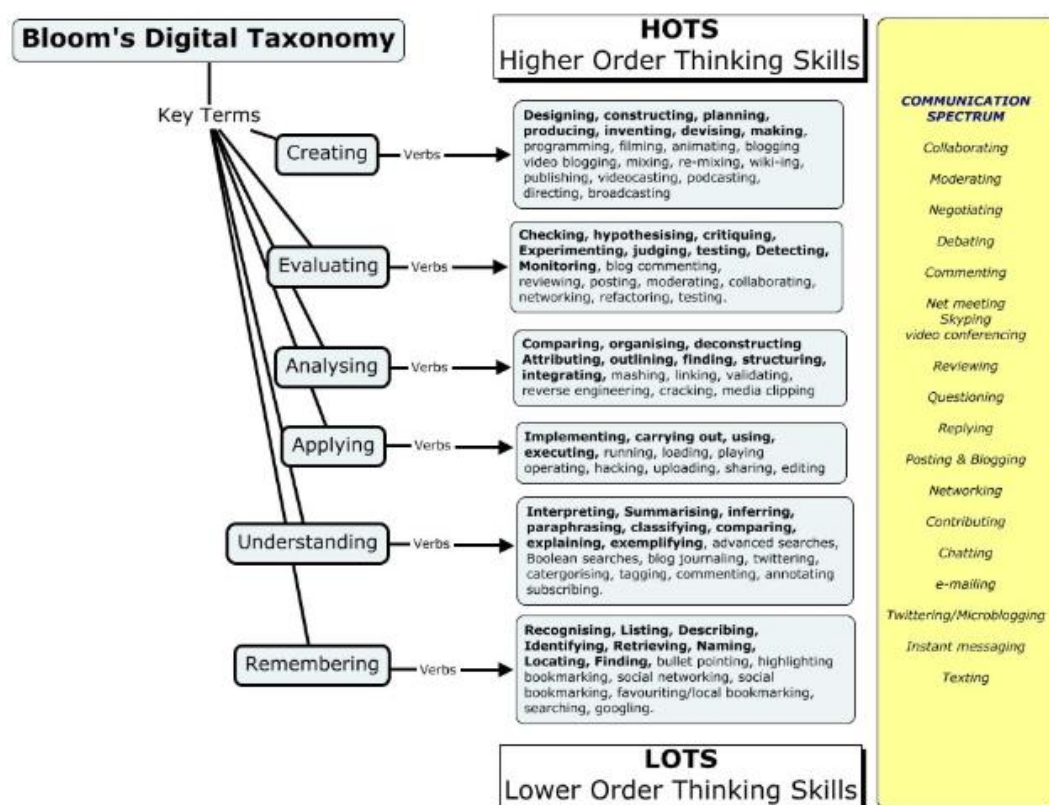 Bloom's Digital Taxonomy
Key Terms
HOTS
Higher Order Thinking Skills
Creating
Verbs
Designing, constructing, planning,
producing, inventing, devising, making,
programming, filming, animating, blogging
video blogging, mixing, re-mixing, wiki-ing,
publishing, videocasting, podcasting,
directing, broadcasting
Evaluating
Verbs
Checking, hypothesising, critiquing,
Experimenting, judging, testing, Detecting,
Monitoring, blog commenting,
reviewing, posting, moderating, collaborating,
networking, refactoring, testing.
Analysing
Verbs
Comparing, organising, deconstructing
Attributing, outlining, finding, structuring,
integrating, mashing, linking, validating,
reverse engineering, cracking, media clipping
Applying
Verbs
Implementing, carrying out, using,
executing, running, loading, playing
operating, hacking, uploading, sharing, editing
Understanding
Verbs
Interpreting, Summarising, inferring,
paraphrasing, classifying, comparing,
explaining, exemplifying, advanced searches,
Boolean searches, blog journaling, twittering,
catergorising, tagging, commenting, annotating
subscribing.
Remembering
Verbs
Recognising, Listing, Describing,
Identifying, Retrieving, Naming,
Locating, Finding, bullet pointing, highlighting
bookmarking, social networking, social
bookmarking, favouriting/local bookmarking,
searching, googling.
LOTS
Lower Order Thinking Skills
COMMUNICATION
SPECTRUM
Collaborating
Moderating
Negotiating
Debating
Commenting
Net meeting
Skyping
video conferencing
Reviewing
Questioning
Replying
Posting & Blogging
Networking
Contributing
Chatting
e-mailing
Twittering/Microblogging
Instant messaging
Texting